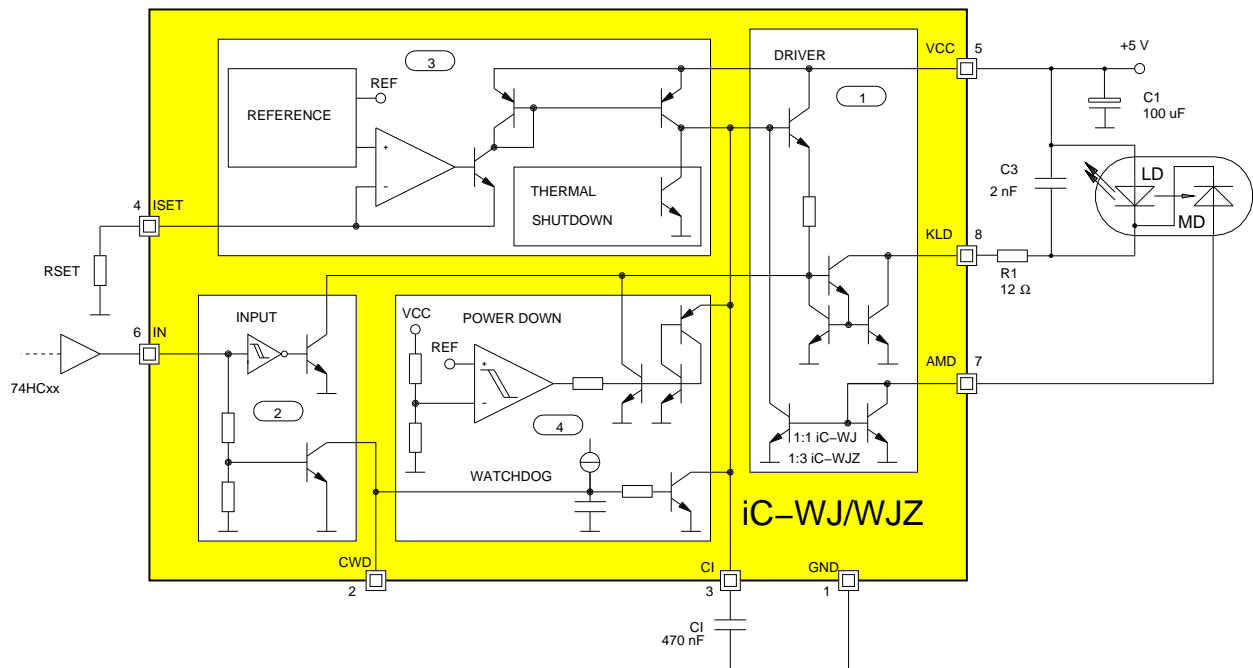 VCC
5
+5 V
3
DRIVER
REF
1
C1
100 uF
REFERENCE
+
−
C3
2 nF
LD
MD
THERMAL
SHUTDOWN
4
ISET
KLD
8
R1
12 Ω
RSET
6
IN
INPUT
VCC
POWER DOWN
REF
+
−
AMD
7
74HCxx
2
4
1:1 iC−WJ
1:3 iC−WJZ
WATCHDOG
iC−WJ/WJZ
CWD
2
CI
3
GND
1
CI
470 nF